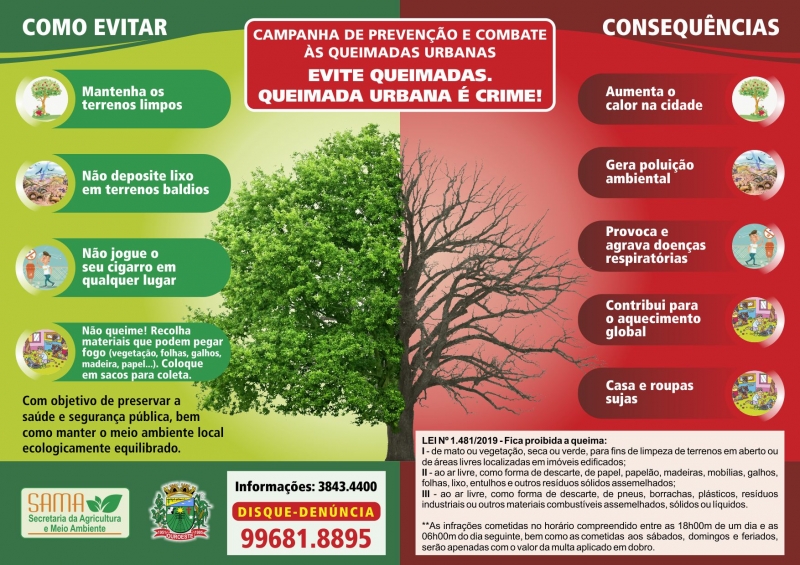 COMO EVITAR
CAMPANHA DE PREVENÇÃO E COMBATE
ÀS QUEIMADAS URBANAS
EVITE QUEIMADAS.
QUEIMADA URBANA É CRIME!
CONSEQUÊNCIAS
Mantenha os
terrenos limpos
Não deposite lixo
em terrenos baldios
Não jogue o
seu cigarro em
qualquer lugar
Não queime! Recolha
materiais que podem pegar
fogo (vegetação, folhas, galhos,
madeira, papel...). Coloque
em sacos para coleta.
Com objetivo de preservar a
saúde e segurança pública, bem
como manter o meio ambiente local
ecologicamente equilibrado.
Aumenta o
calor na cidade
Gera poluição
ambiental
Provoca e
agrava doenças
respiratórias
Contribui para
o aquecimento
global
Casa e roupas
sujas
LEI Nº 1.481/2019 - Fica proibida a queima:
I - de mato ou vegetação, seca ou verde, para fins de limpeza de terrenos em aberto ou
de áreas livres localizadas em imóveis edificados;
II - ao ar livre, como forma de descarte, de papel, papelão, madeiras, mobílias, galhos,
folhas, lixo, entulhos e outros resíduos sólidos assemelhados;
III - ao ar livre, como forma de descarte, de pneus, borrachas, plásticos, resíduos
industriais ou outros materiais combustíveis assemelhados, sólidos ou líquidos.
**As infrações cometidas no horário compreendido entre as 18h00m de um dia e as
06h00m do dia seguinte, bem como as cometidas aos sábados, domingos e feriados,
serão apenadas com o valor da multa aplicado em dobro.
SAMA
Secretaria da Agricultura
e Meio Ambiente
OUROESTE
Informações: 3843.4400
DISQUE-DENÚNCIA
99681.8895